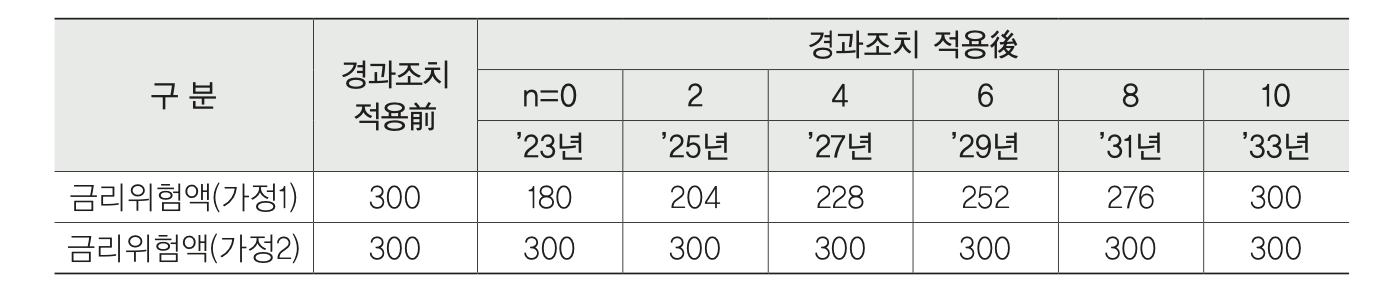 구 분 경과조치 적용前 경과조치 적용後
n=0 2 4 6 8 10
’23년 ’25년 ’27년 ’29년 ’31년 ’33년
금리위험액(가정1) 300 180 204 228 252 276 300
금리위험액(가정2) 300 300 300 300 300 300 300